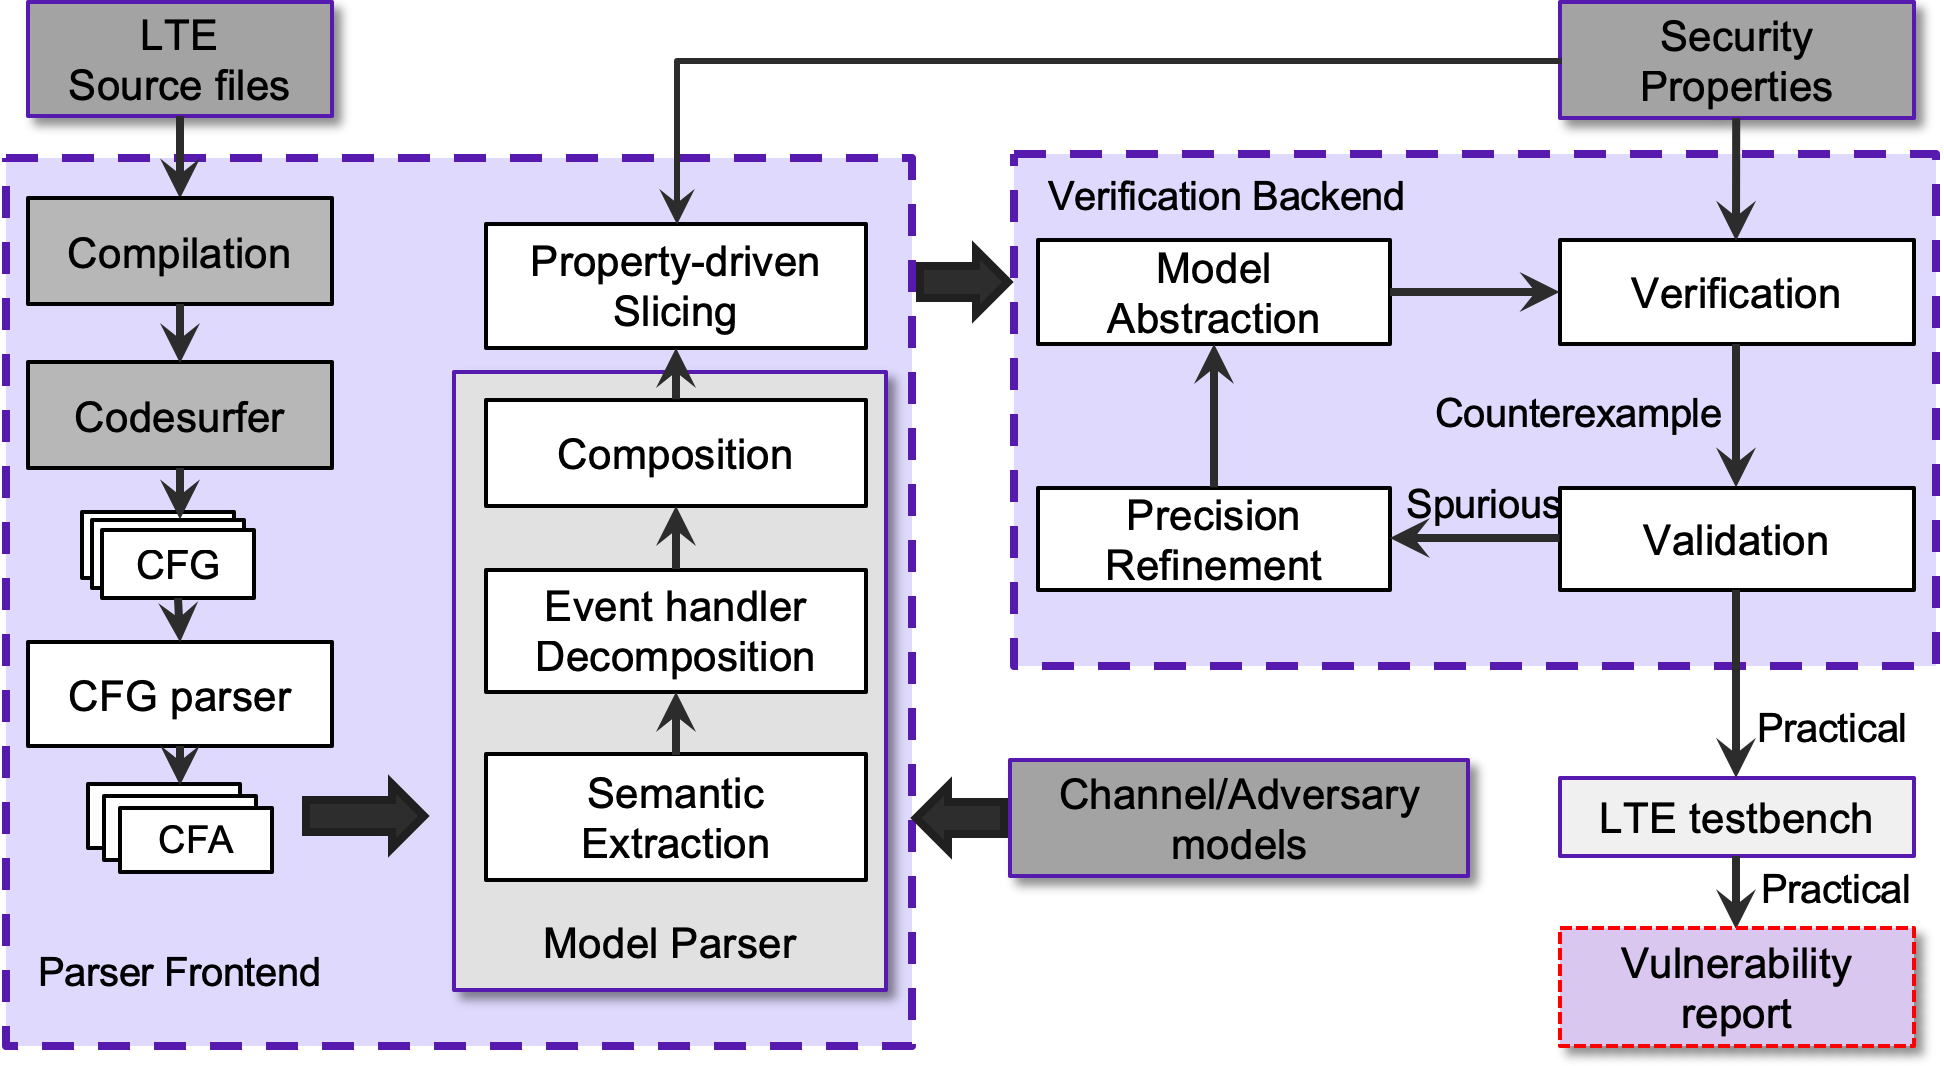 LTE
Source files
Security
Properties
Compilation
Codesurfer
CFG
CFG parser
CFA
Parser Frontend
Property-driven
Slicing
Composition
Event handler
Decomposition
Semantic
Extraction
Model Parser
Verification Backend
Model
Abstraction
Verification
Counterexample
Precision
Refinement
Spurious
Validation
Channel/Adversary
models
Practical
LTE testbench
Practical
Vulnerability
report